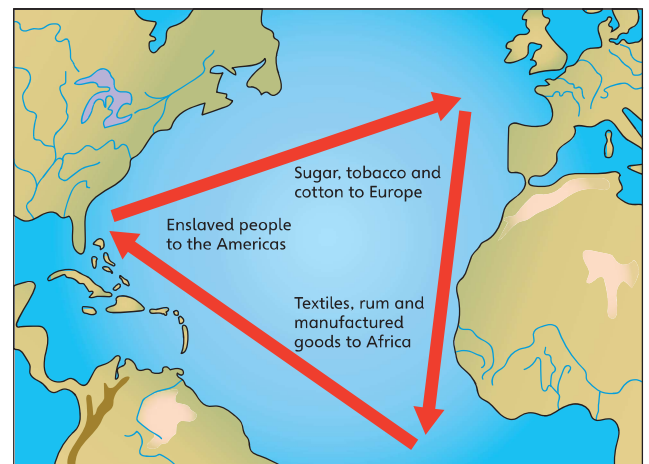 Sugar, tobacco and
cotton to Europe
Enslaved people
to the Americas
Textiles, rum and
manufactured
goods to Africa